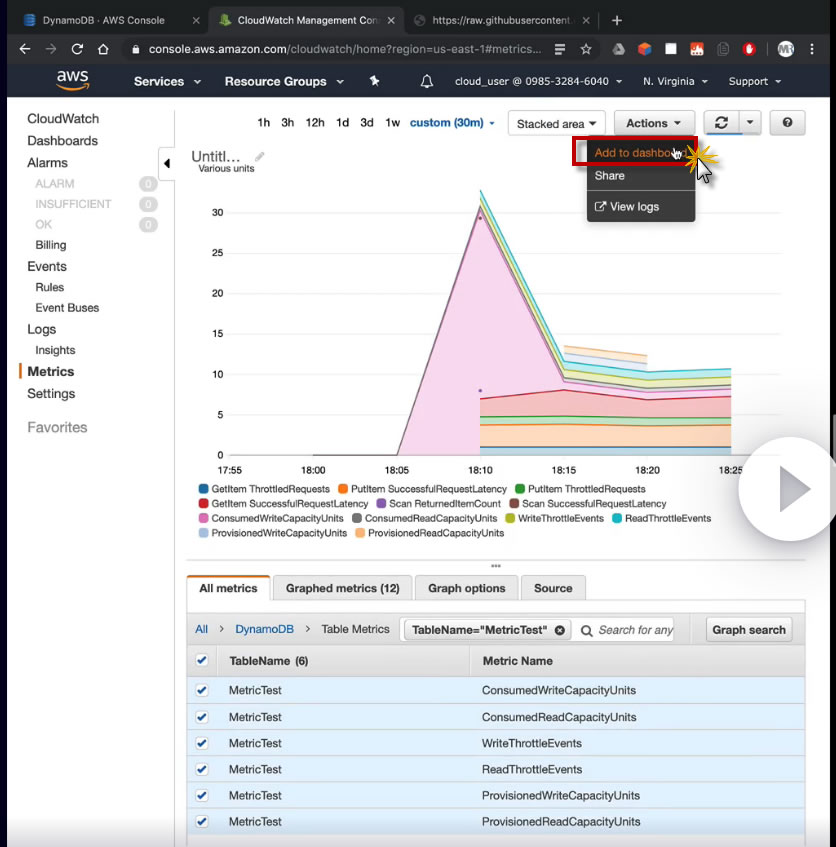 DynamoDB · AWS Console
CloudWatch Management Con
https://raw.githubusercontent.
console.aws.amazon.com/cloudwatch/home?region=us-east-1#metrics...
MR
aws
Services
Resource Groups
cloud_user @ 0985-3284-6040
N. Virginia
Support
CloudWatch
Dashboards
Alarms
ALARM 0
INSUFFICIENT 0
OK 0
Billing
Events
Rules
Event Buses
Logs
Insights
Metrics
Settings
Favorites
1h 3h 12h 1d 3d 1w custom (30m)
Stacked area
Actions
Add to dashboard
Share
View logs
Untitl...
Various units
30
25
20
15
10
5
0
17:55 18:00 18:05 18:10 18:15 18:20 18:25
GetItem ThrottledRequests PutItem SuccessfulRequestLatency PutItem ThrottledRequests
GetItem SuccessfulRequestLatency Scan ReturnedItemCount Scan SuccessfulRequestLatency
ConsumedWriteCapacityUnits ConsumedReadCapacityUnits WriteThrottleEvents ReadThrottleEvents
ProvisionedWriteCapacityUnits ProvisionedReadCapacityUnits
All metrics Graphed metrics (12) Graph options Source
All > DynamoDB > Table Metrics TableName="MetricTest" Search for any Graph search
TableName (6) Metric Name
MetricTest ConsumedWriteCapacityUnits
MetricTest ConsumedReadCapacityUnits
MetricTest WriteThrottleEvents
MetricTest ReadThrottleEvents
MetricTest ProvisionedWriteCapacityUnits
MetricTest ProvisionedReadCapacityUnits